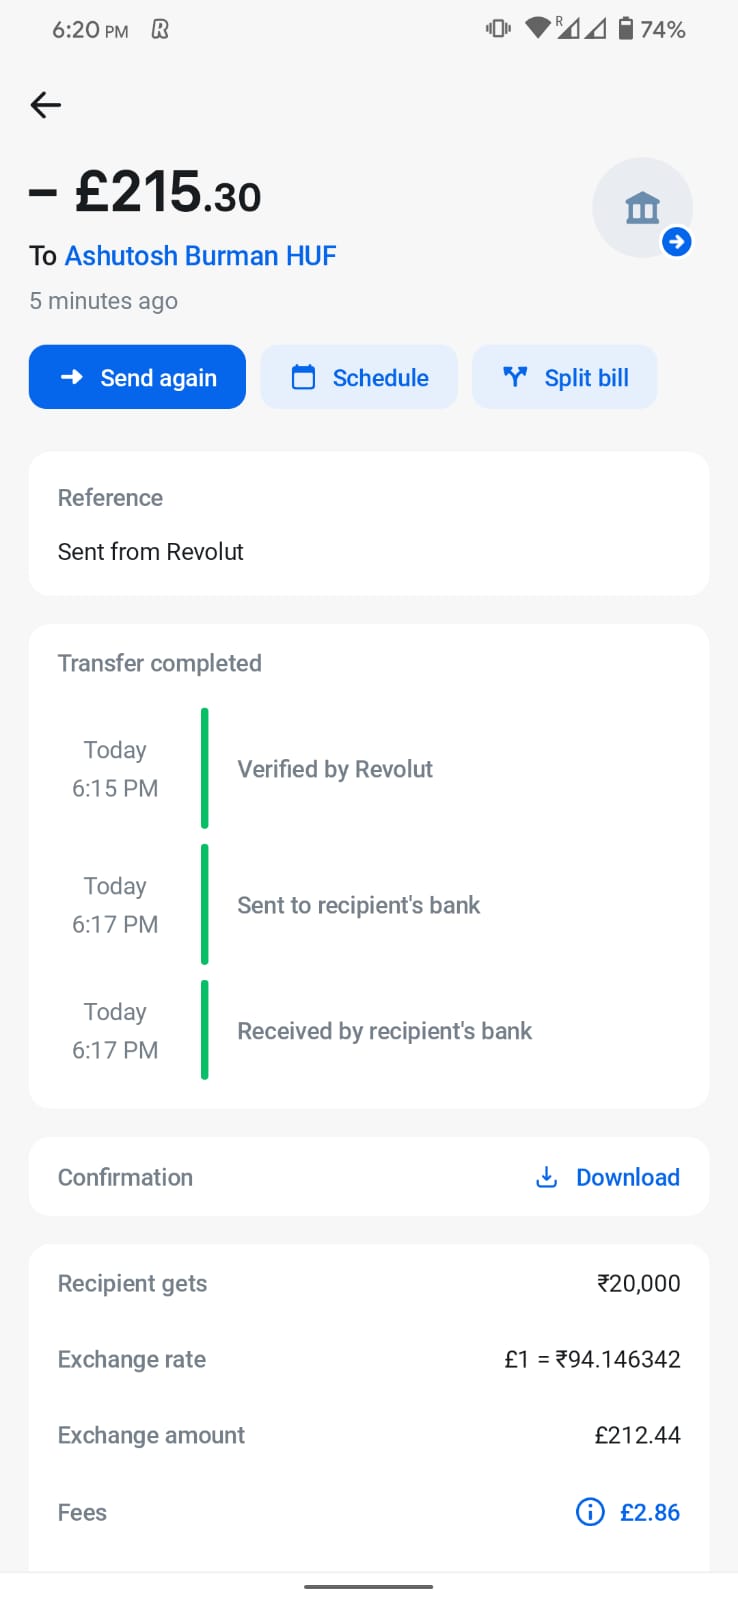 6:20 PM R 74%
– £215.30
To Ashutosh Burman HUF
5 minutes ago
Send again Schedule Split bill
Reference
Sent from Revolut
Transfer completed
Today
6:15 PM
Verified by Revolut
Today
6:17 PM
Sent to recipient's bank
Today
6:17 PM
Received by recipient's bank
Confirmation Download
Recipient gets ₹20,000
Exchange rate £1 = ₹94.146342
Exchange amount £212.44
Fees £2.86